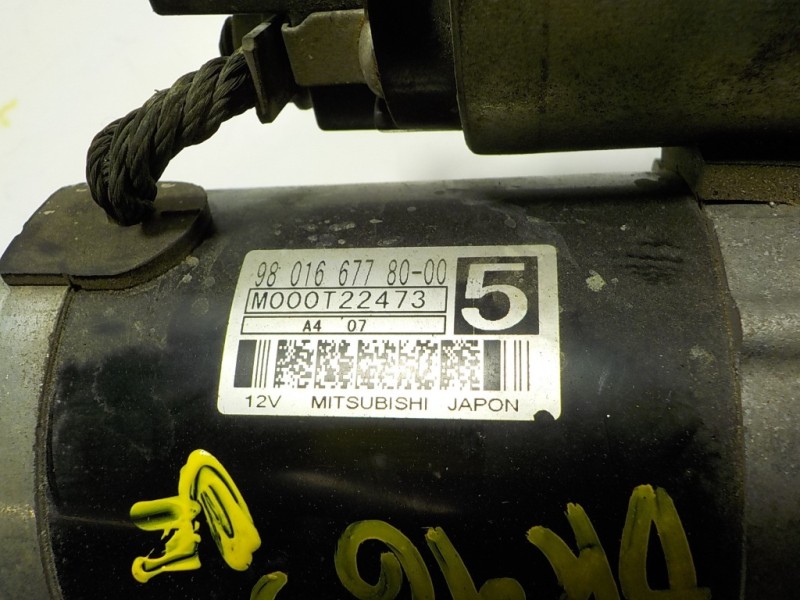 98 016 677 80-00
5
M000T22473
A4 '07
12V MITSUBISHI JAPON